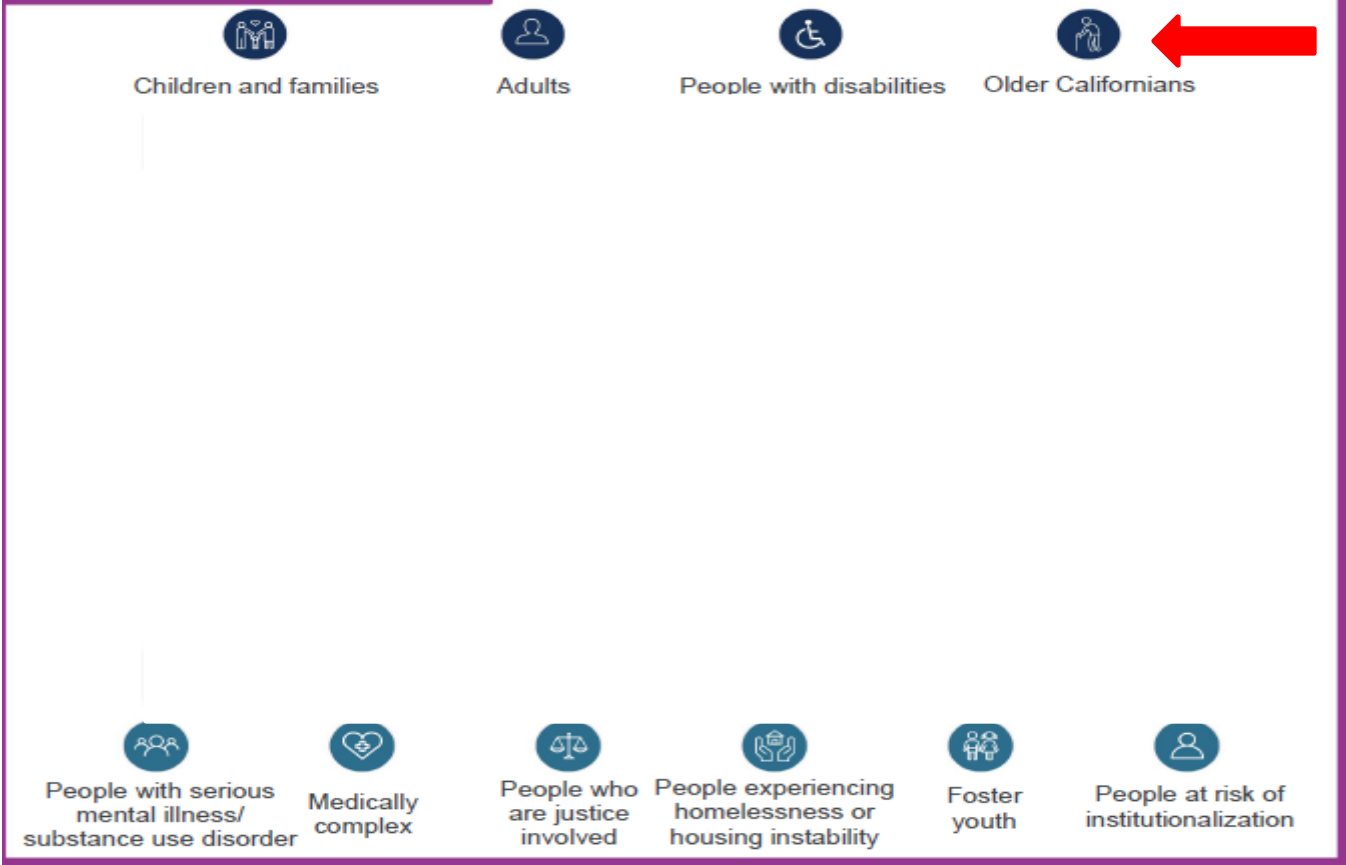 Children and families
Adults
People with disabilities
Older Californians
People with serious
mental illness/
substance use disorder
Medically
complex
People who
are justice
involved
People experiencing
homelessness or
housing instability
Foster
youth
People at risk of
institutionalization